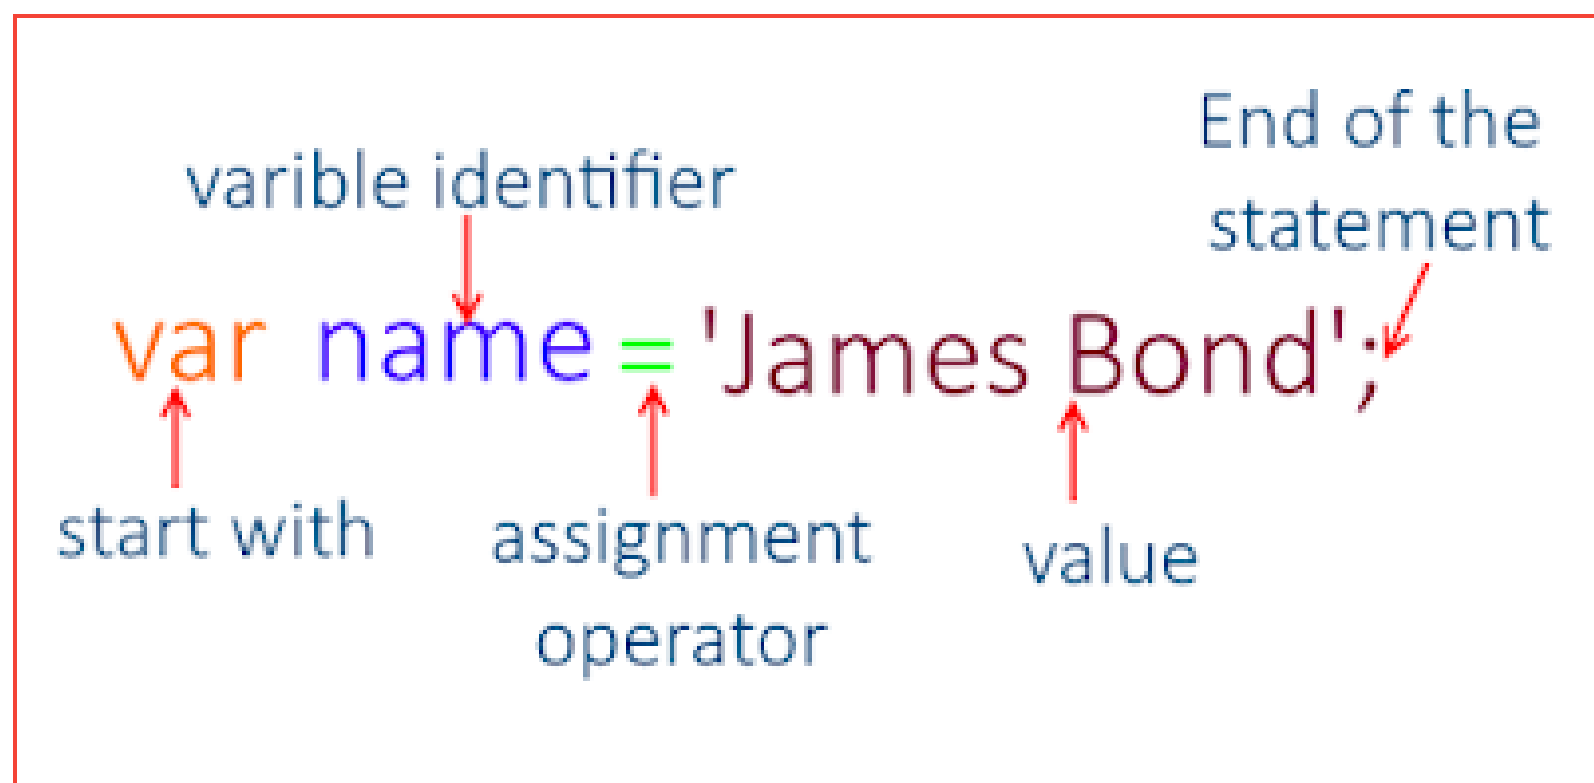 End of the
statement
varible identifier
var name = 'James Bond';
start with
assignment
operator
value